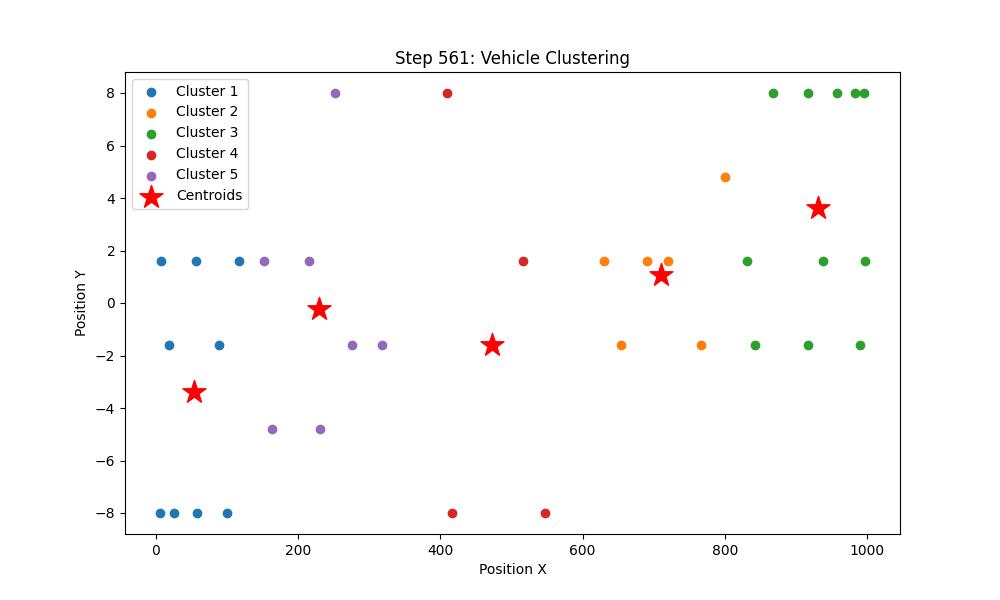 Step 561: Vehicle Clustering
Cluster 1
Cluster 2
Cluster 3
Cluster 4
Cluster 5
Centroids
8
6
4
2
0
−2
−4
−6
−8
Position Y
0
200
400
600
800
1000
Position X